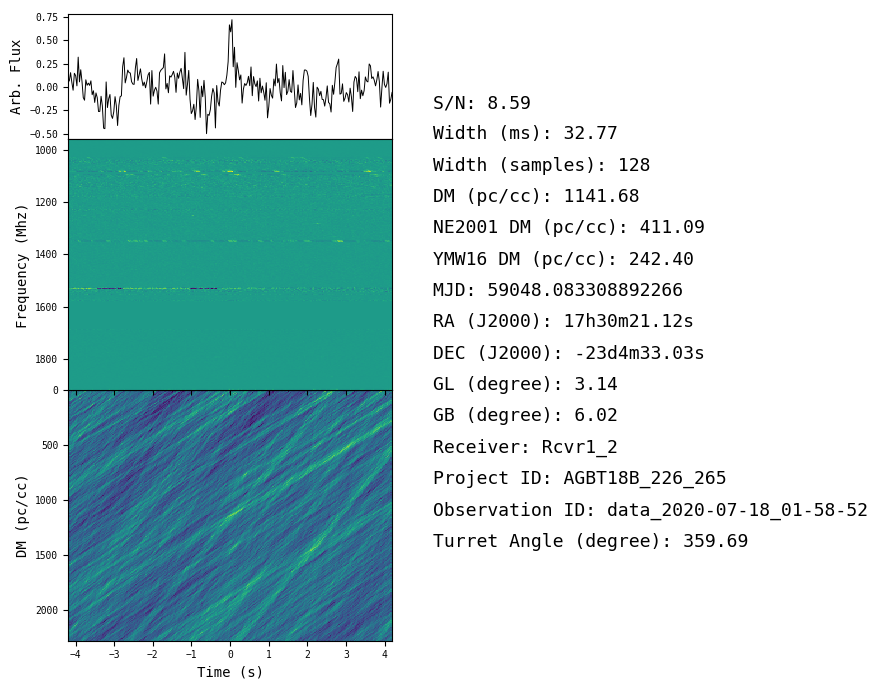 0.75
0.50
0.25
0.00
−0.25
−0.50
Arb. Flux
1000
1200
1400
1600
1800
Frequency (Mhz)
0
500
1000
1500
2000
DM (pc/cc)
−4 −3 −2 −1 0 1 2 3 4
Time (s)
S/N: 8.59
Width (ms): 32.77
Width (samples): 128
DM (pc/cc): 1141.68
NE2001 DM (pc/cc): 411.09
YMW16 DM (pc/cc): 242.40
MJD: 59048.083308892266
RA (J2000): 17h30m21.12s
DEC (J2000): -23d4m33.03s
GL (degree): 3.14
GB (degree): 6.02
Receiver: Rcvr1_2
Project ID: AGBT18B_226_265
Observation ID: data_2020-07-18_01-58-52
Turret Angle (degree): 359.69